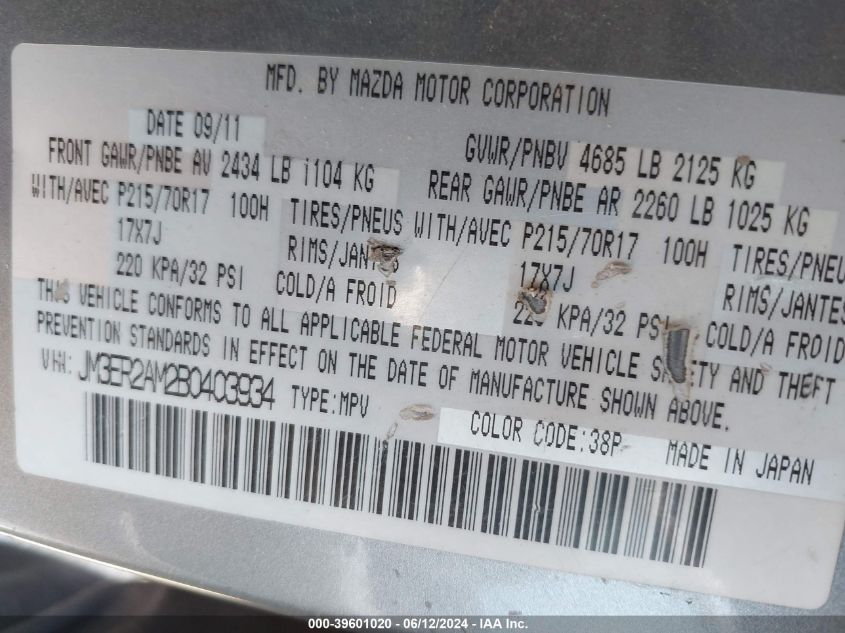 MFD. BY MAZDA MOTOR CORPORATION
DATE 09/11 GVWR/PNBV 4685 LB 2125 KG
FRONT GAWR/PNBE AV 2434 LB i104 KG REAR GAWR/PNBE AR 2260 LB 1025 KG
WITH/AVEC P215/70R17 100H TIRES/PNEUS WITH/AVEC P215/70R17 100H TIRES/PNEU
17X7J RIMS/JANTES 17X7J RIMS/JANTES
220 KPA/32 PSI COLD/A FROID 220 KPA/32 PSI COLD/A FROID
THIS VEHICLE CONFORMS TO ALL APPLICABLE FEDERAL MOTOR VEHICLE SAFETY AND THEFT
PREVENTION STANDARDS IN EFFECT ON THE DATE OF MANUFACTURE SHOWN ABOVE.
VIN: JM3ER2AM2B0403934 TYPE:MPV
COLOR CODE:38P MADE IN JAPAN
000-39601020 - 06/12/2024 - IAA Inc.